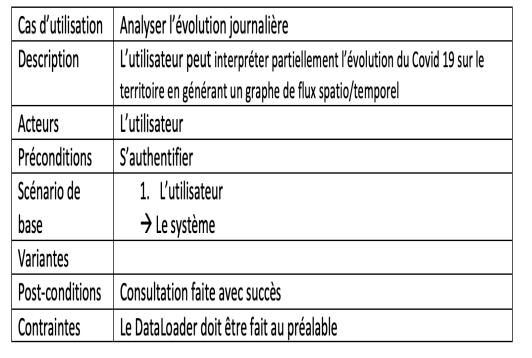 Cas d'utilisation Analyser l'évolution journalière
Description L'utilisateur peut interpréter partiellement l'évolution du Covid 19 sur le
territoire en générant un graphe de flux spatio/temporel
Acteurs L'utilisateur
Préconditions S'authentifier
Scénario de 1. L'utilisateur
base → Le système
Variantes
Post-conditions Consultation faite avec succès
Contraintes Le DataLoader doit être fait au préalable